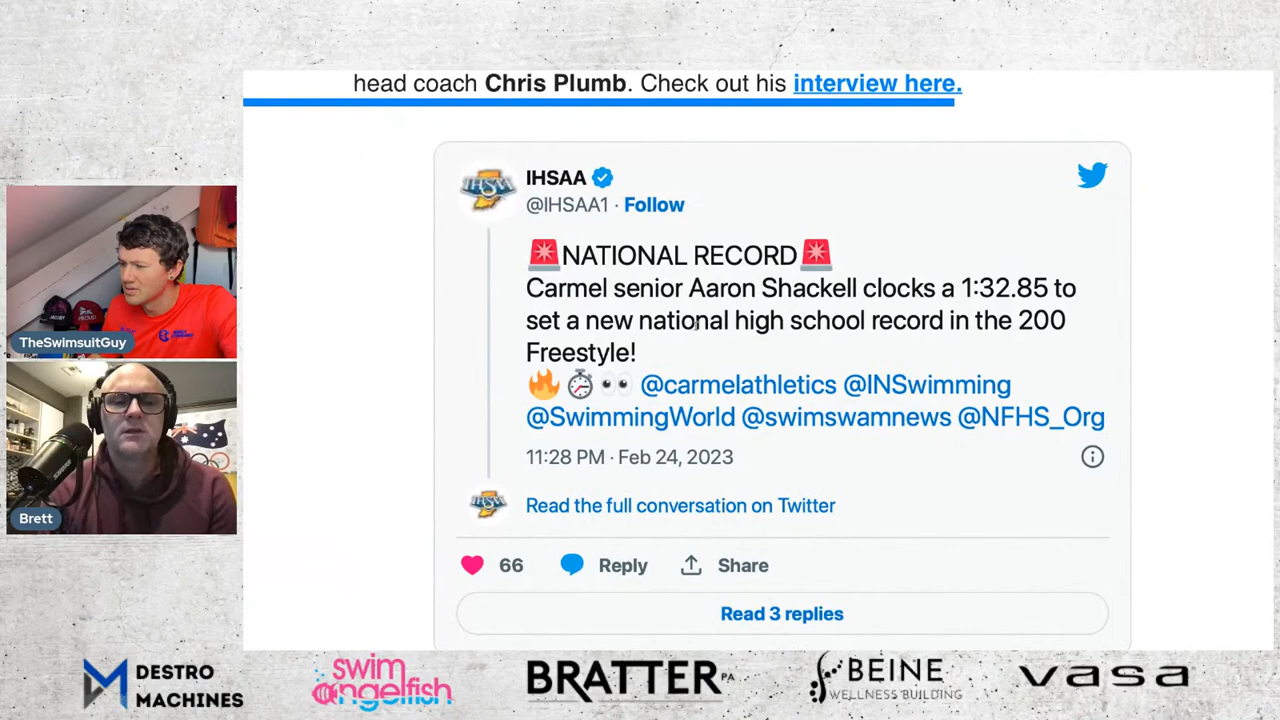 head coach Chris Plumb. Check out his interview here.
IHSAA
@IHSAA1 · Follow
🚨NATIONAL RECORD🚨
Carmel senior Aaron Shackell clocks a 1:32.85 to
set a new national high school record in the 200
Freestyle!
🔥⏱️👀 @carmelathletics @INSwimming
@SwimmingWorld @swimswamnews @NFHS_Org
11:28 PM · Feb 24, 2023
Read the full conversation on Twitter
66 Reply Share
Read 3 replies
JACOBY
PROUD
TheSwimsuitGuy
Brett
DESTRO
MACHINES
swim
angelfish
BRATTER PA
BEINE
WELLNESS BUILDING
vasa